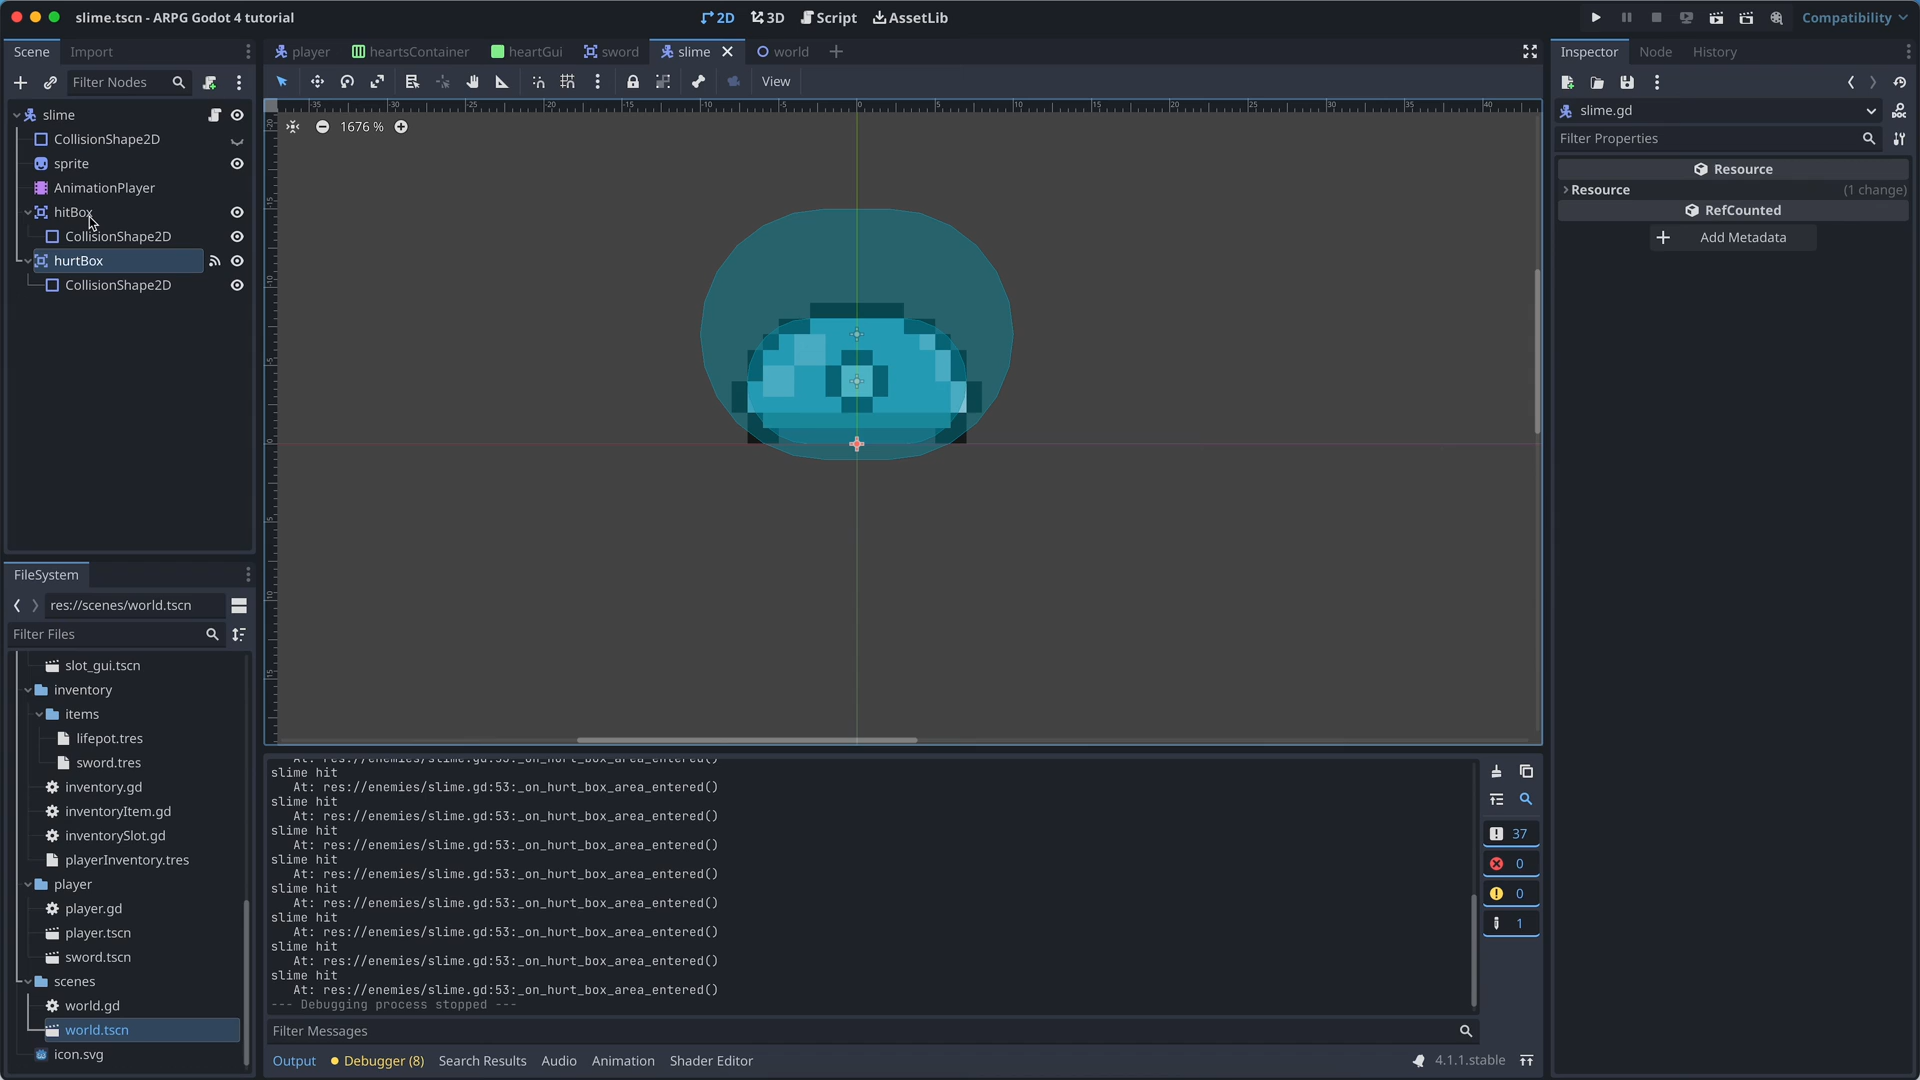 slime.tscn - ARPG Godot 4 tutorial
2D 3D Script AssetLib
Compatibility
Scene Import
player heartsContainer heartGui sword slime world
Inspector Node History
Filter Nodes
View
slime
CollisionShape2D
sprite
AnimationPlayer
hitBox
CollisionShape2D
hurtBox
CollisionShape2D
1676 %
slime.gd
Filter Properties
Resource
Resource (1 change)
RefCounted
Add Metadata
FileSystem
res://scenes/world.tscn
Filter Files
slot_gui.tscn
inventory
items
lifepot.tres
sword.tres
inventory.gd
inventoryItem.gd
inventorySlot.gd
playerInventory.tres
player
player.gd
player.tscn
sword.tscn
scenes
world.gd
world.tscn
icon.svg
At: res://enemies/slime.gd:53:_on_hurt_box_area_entered()
slime hit
At: res://enemies/slime.gd:53:_on_hurt_box_area_entered()
slime hit
At: res://enemies/slime.gd:53:_on_hurt_box_area_entered()
slime hit
At: res://enemies/slime.gd:53:_on_hurt_box_area_entered()
slime hit
At: res://enemies/slime.gd:53:_on_hurt_box_area_entered()
slime hit
At: res://enemies/slime.gd:53:_on_hurt_box_area_entered()
slime hit
At: res://enemies/slime.gd:53:_on_hurt_box_area_entered()
slime hit
At: res://enemies/slime.gd:53:_on_hurt_box_area_entered()
slime hit
At: res://enemies/slime.gd:53:_on_hurt_box_area_entered()
--- Debugging process stopped ---
37
0
0
1
Filter Messages
Output Debugger (8) Search Results Audio Animation Shader Editor
4.1.1.stable